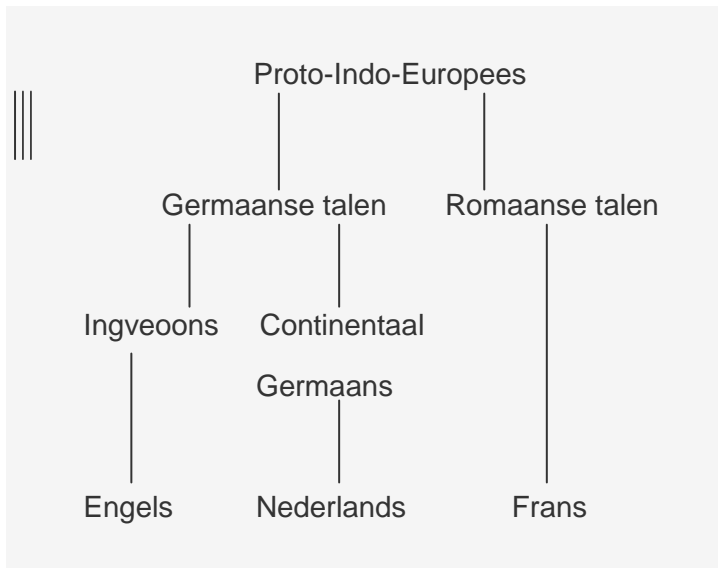 Proto-Indo-Europees
Germaanse talen
Romaanse talen
Ingveoons
Continentaal
Germaans
Engels
Nederlands
Frans